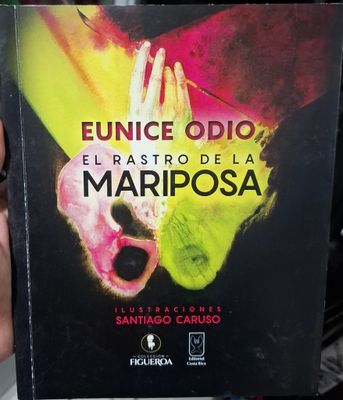 EUNICE ODIO
EL RASTRO DE LA
MARIPOSA
ILUSTRACIONES
SANTIAGO CARUSO
COLECCIÓN
FIGUEROA
Editorial
Costa Rica